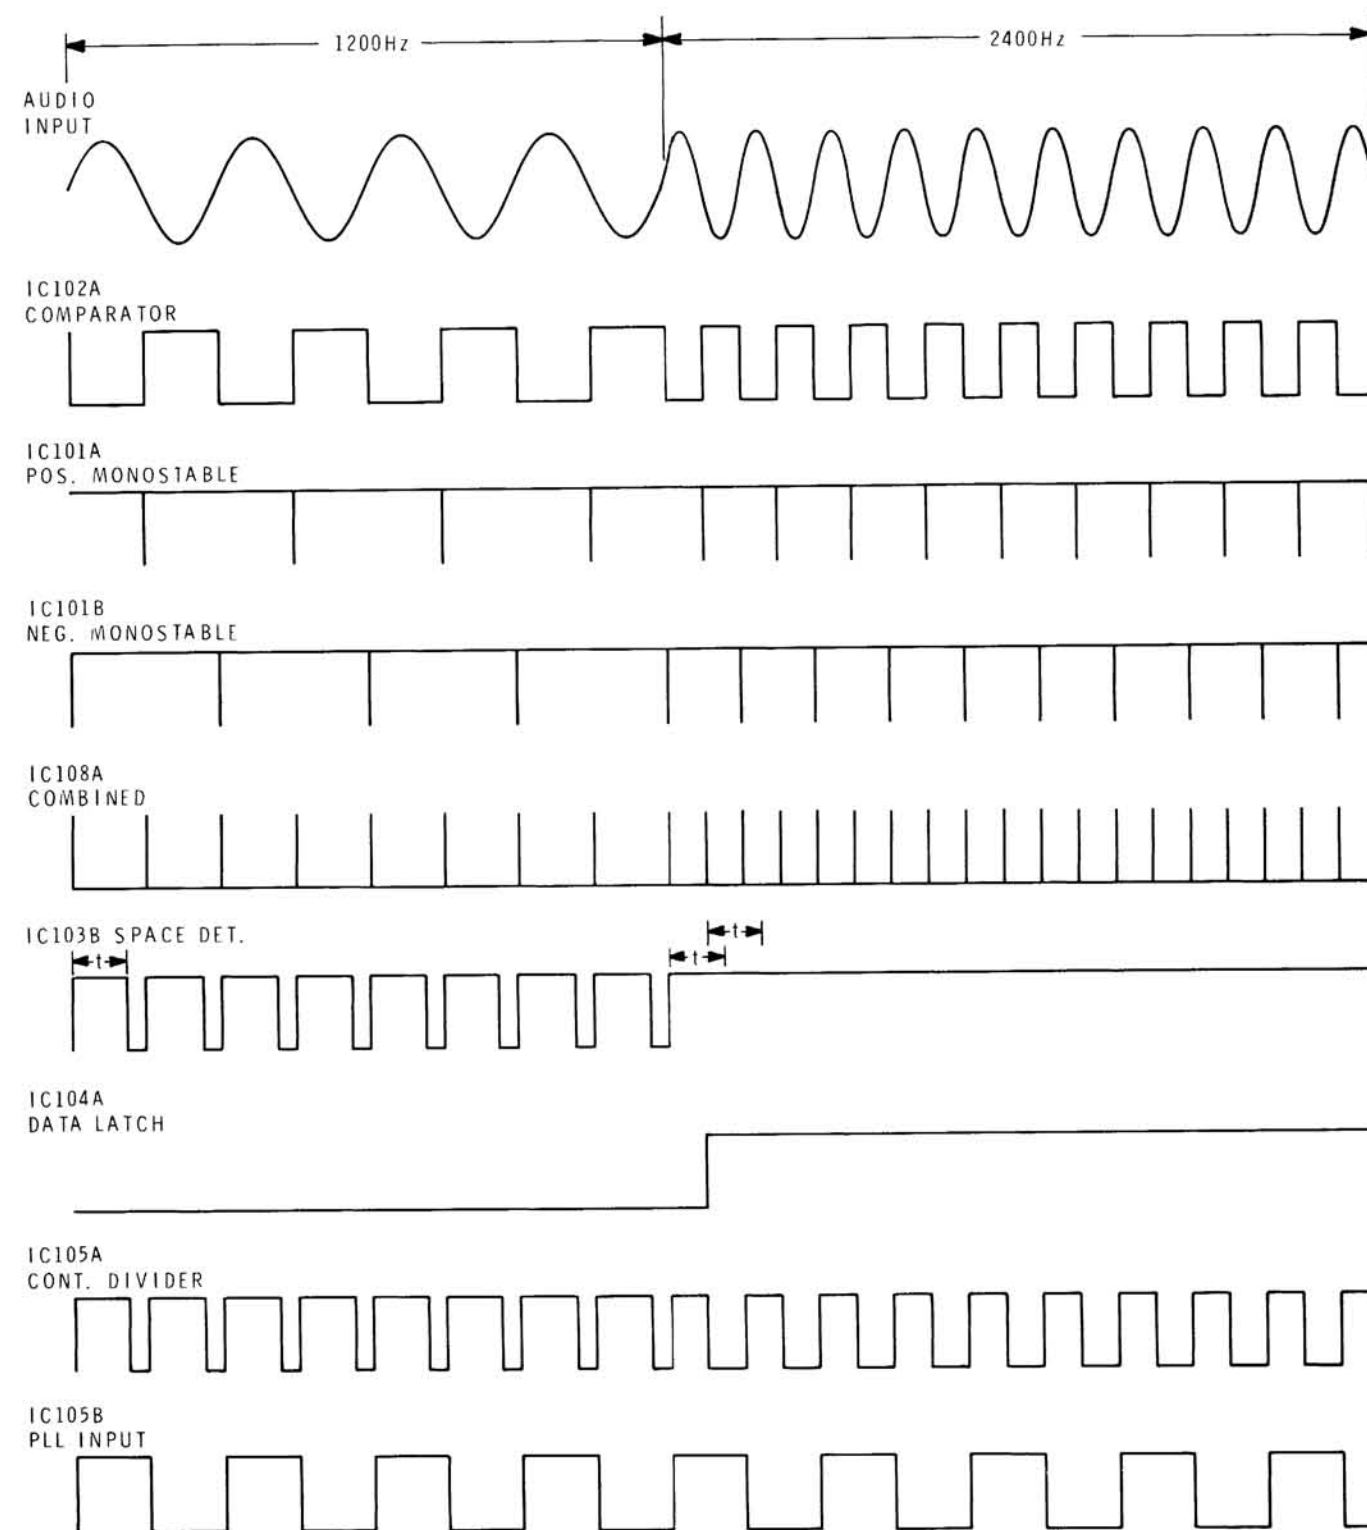 1200Hz
2400Hz
AUDIO
INPUT
IC102A
COMPARATOR
IC101A
POS. MONOSTABLE
IC101B
NEG. MONOSTABLE
IC108A
COMBINED
IC103B SPACE DET.
t
t
t
IC104A
DATA LATCH
IC105A
CONT. DIVIDER
IC105B
PLL INPUT